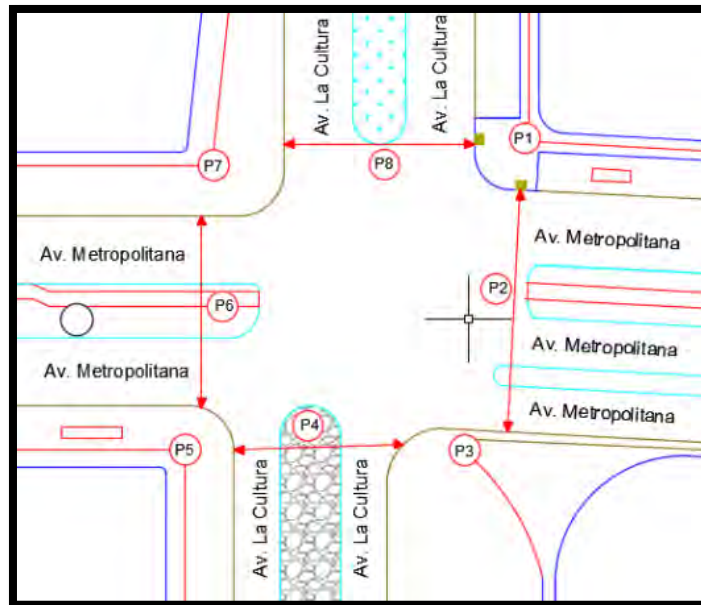 Av. La Cultura
Av. La Cultura
P1
P7
P8
Av. Metropolitana
Av. Metropolitana
P2
P6
Av. Metropolitana
Av. Metropolitana
Av. Metropolitana
P4
P5
P3
Av. La Cultura
Av. La Cultura